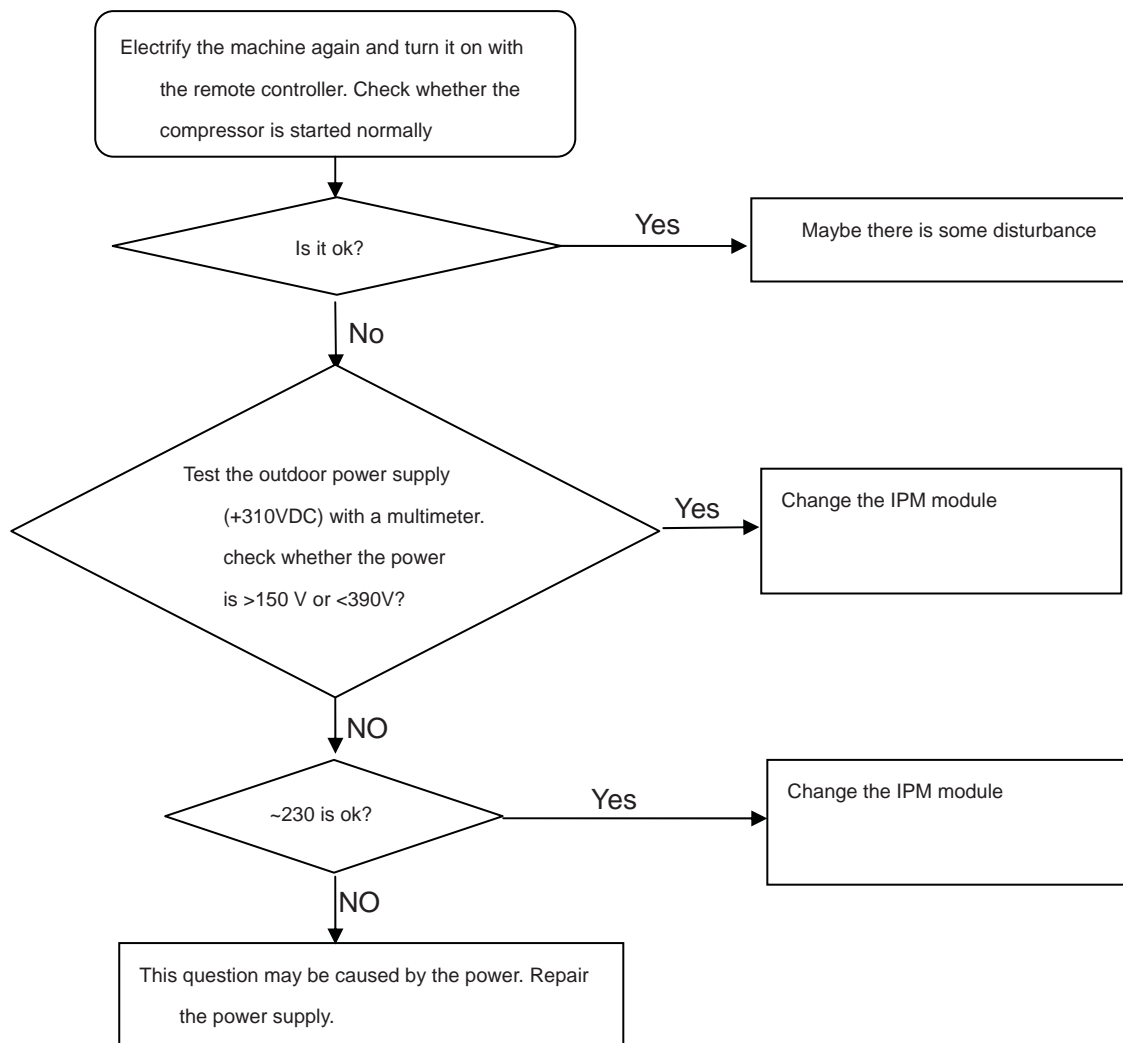 Electrify the machine again and turn it on with
the remote controller. Check whether the
compressor is started normally
Is it ok?
Yes
Maybe there is some disturbance
No
Test the outdoor power supply
(+310VDC) with a multimeter.
check whether the power
is >150 V or <390V?
Yes
Change the IPM module
NO
~230 is ok?
Yes
Change the IPM module
NO
This question may be caused by the power. Repair
the power supply.